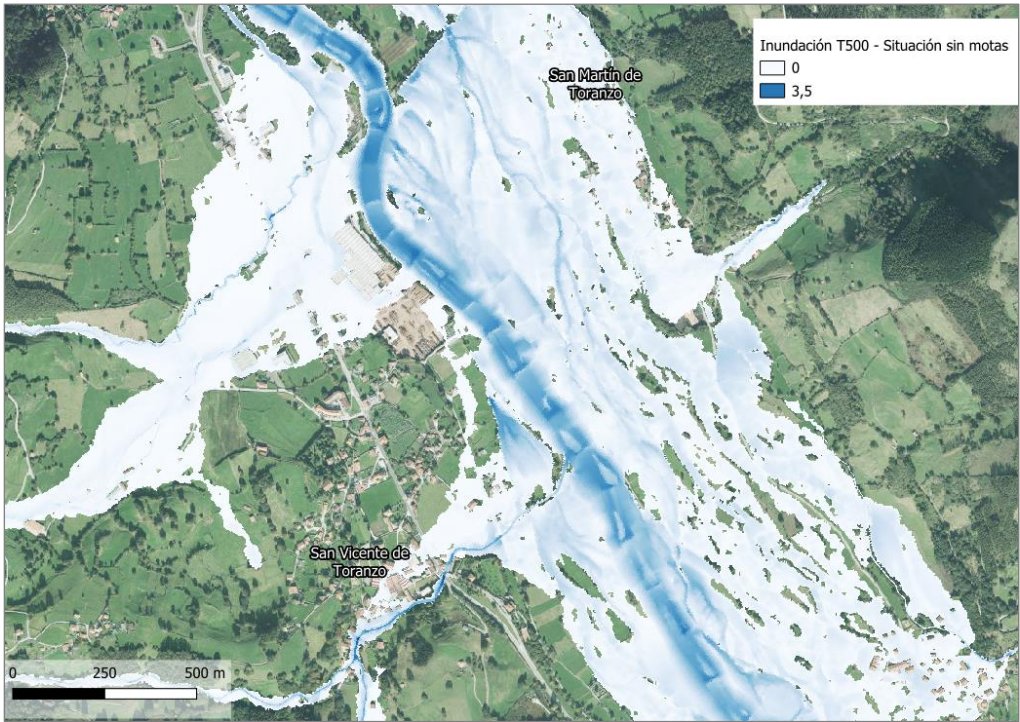 Inundación T500 - Situación sin motas
0
3,5
San Martín de
Toranzo
San Vicente de
Toranzo
0 250 500 m